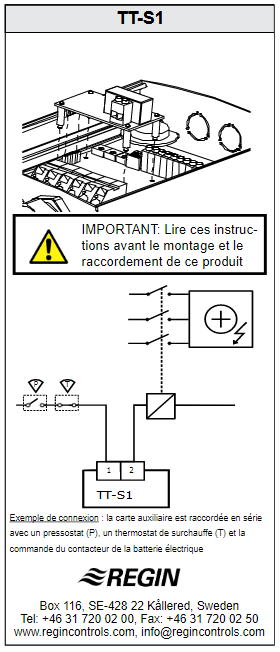 TT-S1
IMPORTANT: Lire ces instruc-
tions avant le montage et le
raccordement de ce produit
P T
1 2
TT-S1
Exemple de connexion : la carte auxiliaire est raccordée en série
avec un pressostat (P), un thermostat de surchauffe (T) et la
commande du contacteur de la batterie électrique
REGIN
Box 116, SE-428 22 Kållered, Sweden
Tel: +46 31 720 02 00, Fax: +46 31 720 02 50
www.regincontrols.com, info@regincontrols.com